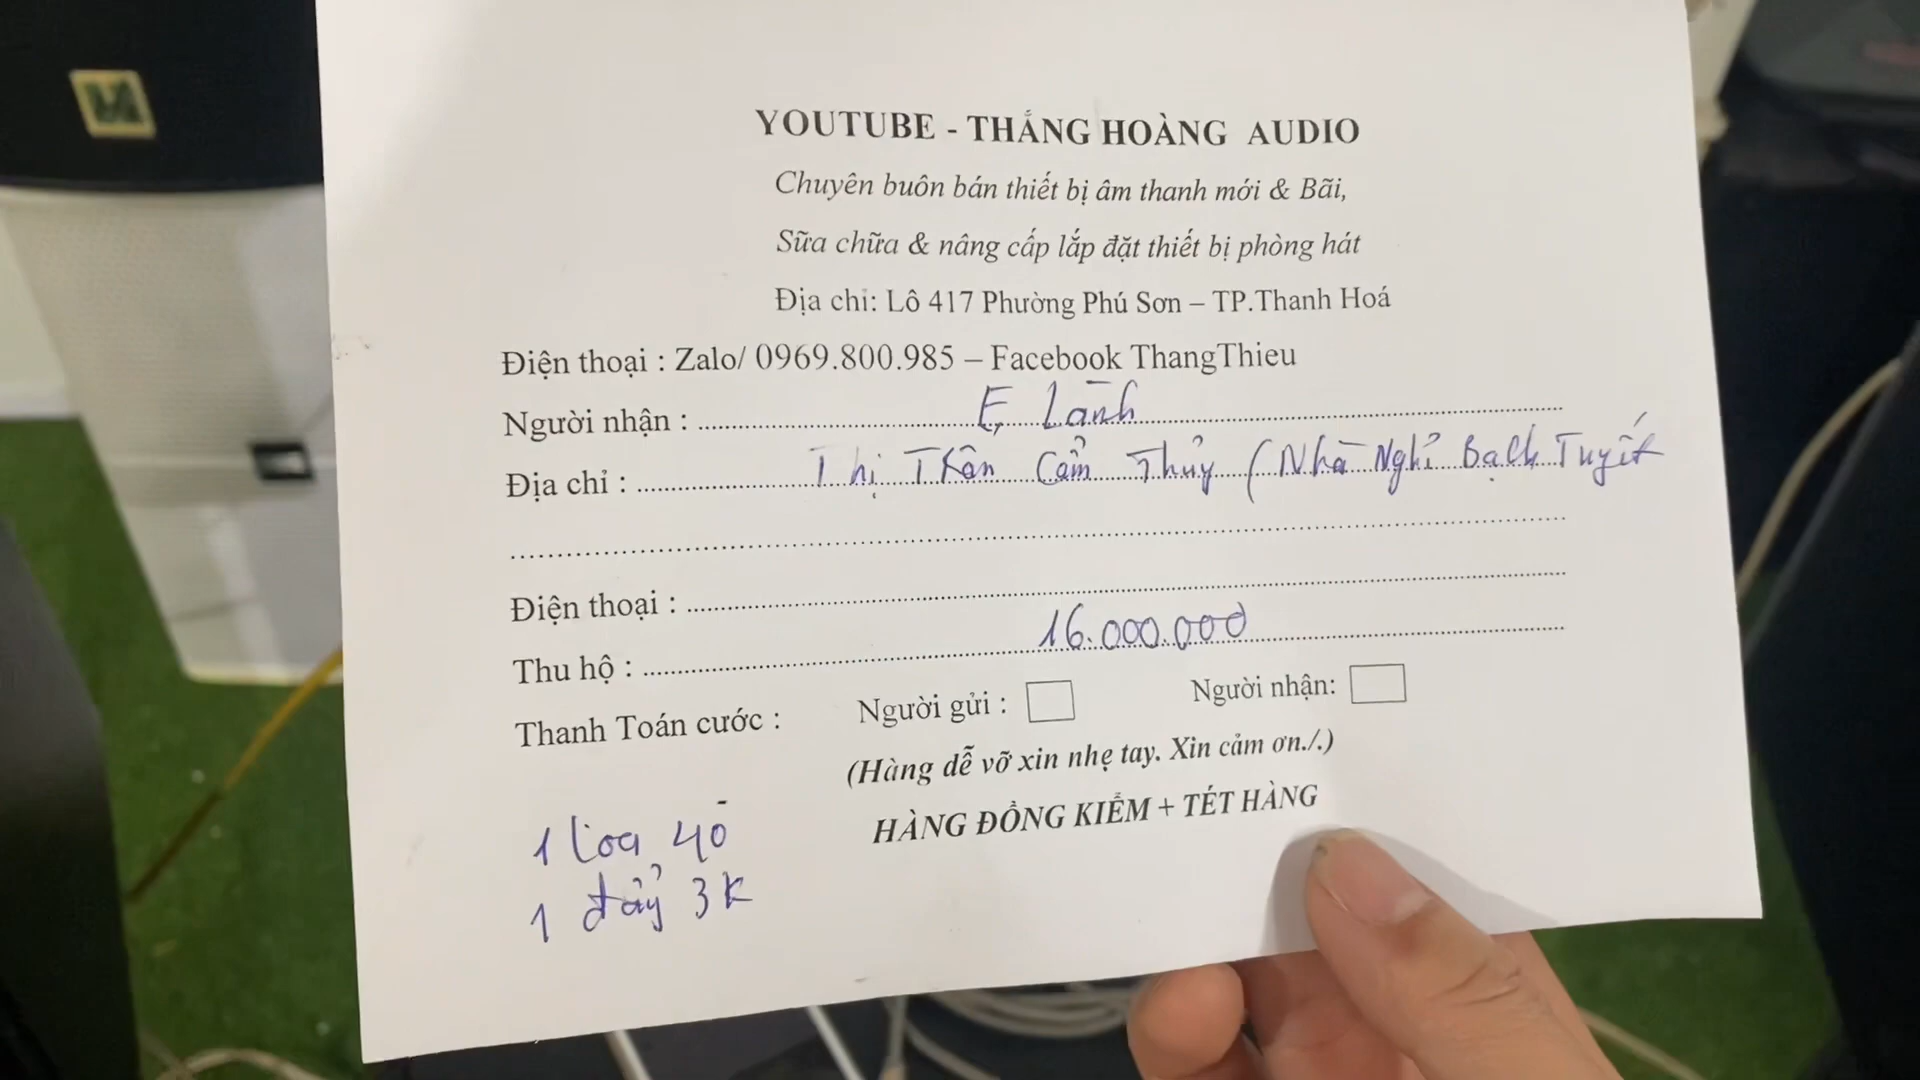 YOUTUBE - THẮNG HOÀNG AUDIO
Chuyên buôn bán thiết bị âm thanh mới & Bãi,
Sữa chữa & nâng cấp lắp đặt thiết bị phòng hát
Địa chỉ: Lô 417 Phường Phú Sơn – TP.Thanh Hoá
Điện thoại : Zalo/ 0969.800.985 – Facebook ThangThieu
Người nhận : E Lành
Địa chỉ : Thị Trấn Cẩm Thủy (Nhà Nghỉ Bạch Tuyết
Điện thoại :
Thu hộ : 16.000.000đ
Thanh Toán cước : Người gửi : Người nhận:
(Hàng dễ vỡ xin nhẹ tay. Xin cảm ơn./.)
HÀNG ĐỒNG KIỂM + TÉT HÀNG
1 loa 40
1 đẩy 3K